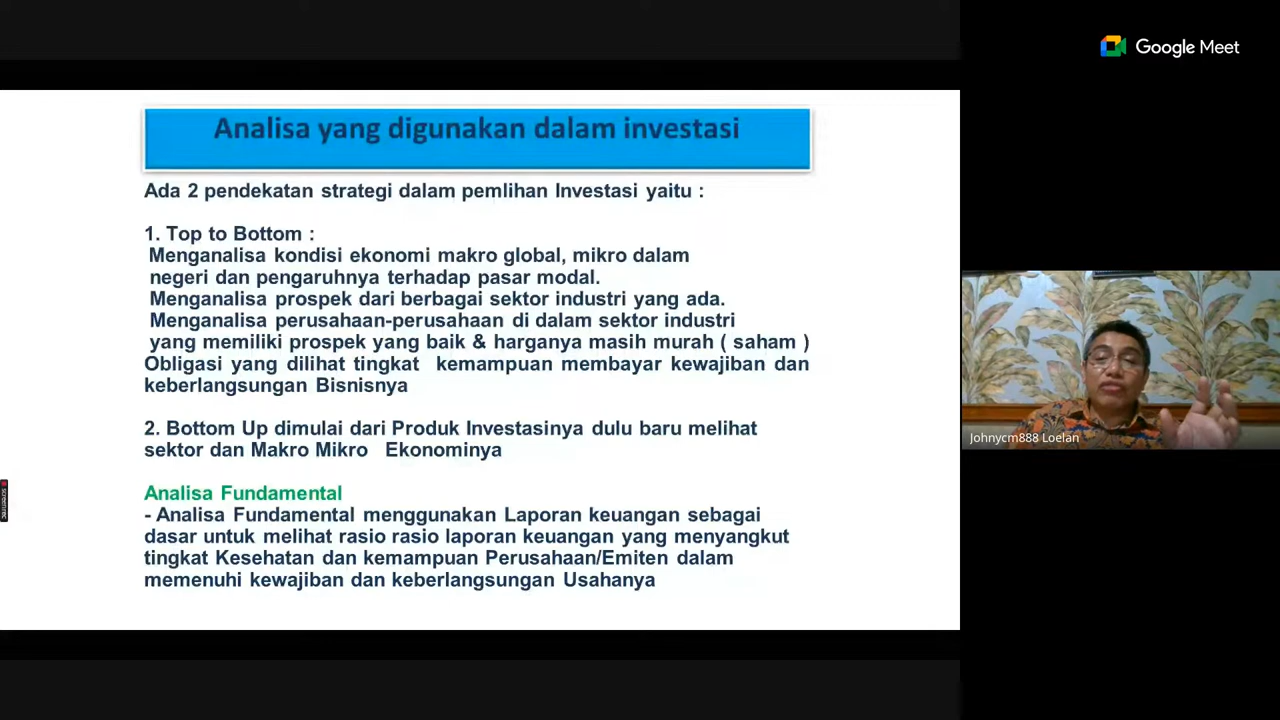 Google Meet
Analisa yang digunakan dalam investasi
Ada 2 pendekatan strategi dalam pemlihan Investasi yaitu :
1. Top to Bottom :
Menganalisa kondisi ekonomi makro global, mikro dalam
negeri dan pengaruhnya terhadap pasar modal.
Menganalisa prospek dari berbagai sektor industri yang ada.
Menganalisa perusahaan-perusahaan di dalam sektor industri
yang memiliki prospek yang baik & harganya masih murah ( saham )
Obligasi yang dilihat tingkat kemampuan membayar kewajiban dan
keberlangsungan Bisnisnya
2. Bottom Up dimulai dari Produk Investasinya dulu baru melihat
sektor dan Makro Mikro Ekonominya
Analisa Fundamental
- Analisa Fundamental menggunakan Laporan keuangan sebagai
dasar untuk melihat rasio rasio laporan keuangan yang menyangkut
tingkat Kesehatan dan kemampuan Perusahaan/Emiten dalam
memenuhi kewajiban dan keberlangsungan Usahanya
Johnycm888 Loelan